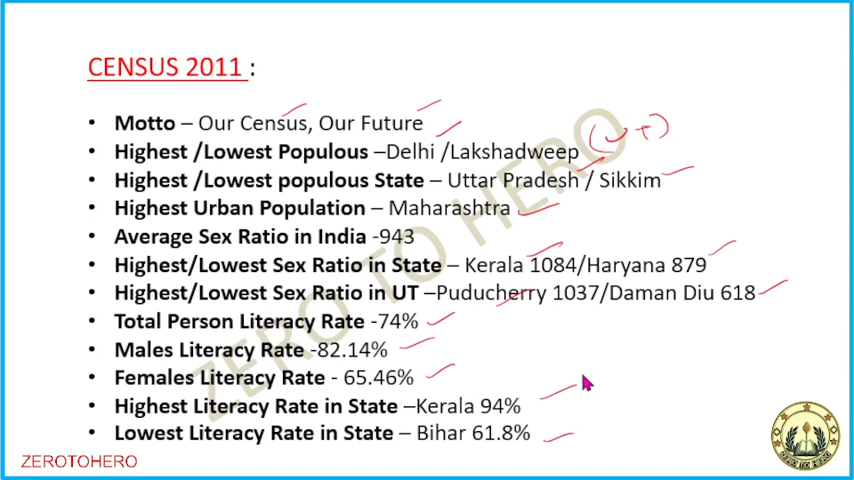 CENSUS 2011 :
• Motto – Our Census, Our Future
• Highest /Lowest Populous –Delhi /Lakshadweep (UT)
• Highest /Lowest populous State – Uttar Pradesh / Sikkim
• Highest Urban Population – Maharashtra
• Average Sex Ratio in India -943
• Highest/Lowest Sex Ratio in State – Kerala 1084/Haryana 879
• Highest/Lowest Sex Ratio in UT –Puducherry 1037/Daman Diu 618
• Total Person Literacy Rate -74%
• Males Literacy Rate -82.14%
• Females Literacy Rate - 65.46%
• Highest Literacy Rate in State –Kerala 94%
• Lowest Literacy Rate in State – Bihar 61.8%
ZERO TO HERO
ZEROTOHERO
ZERO TO HERO